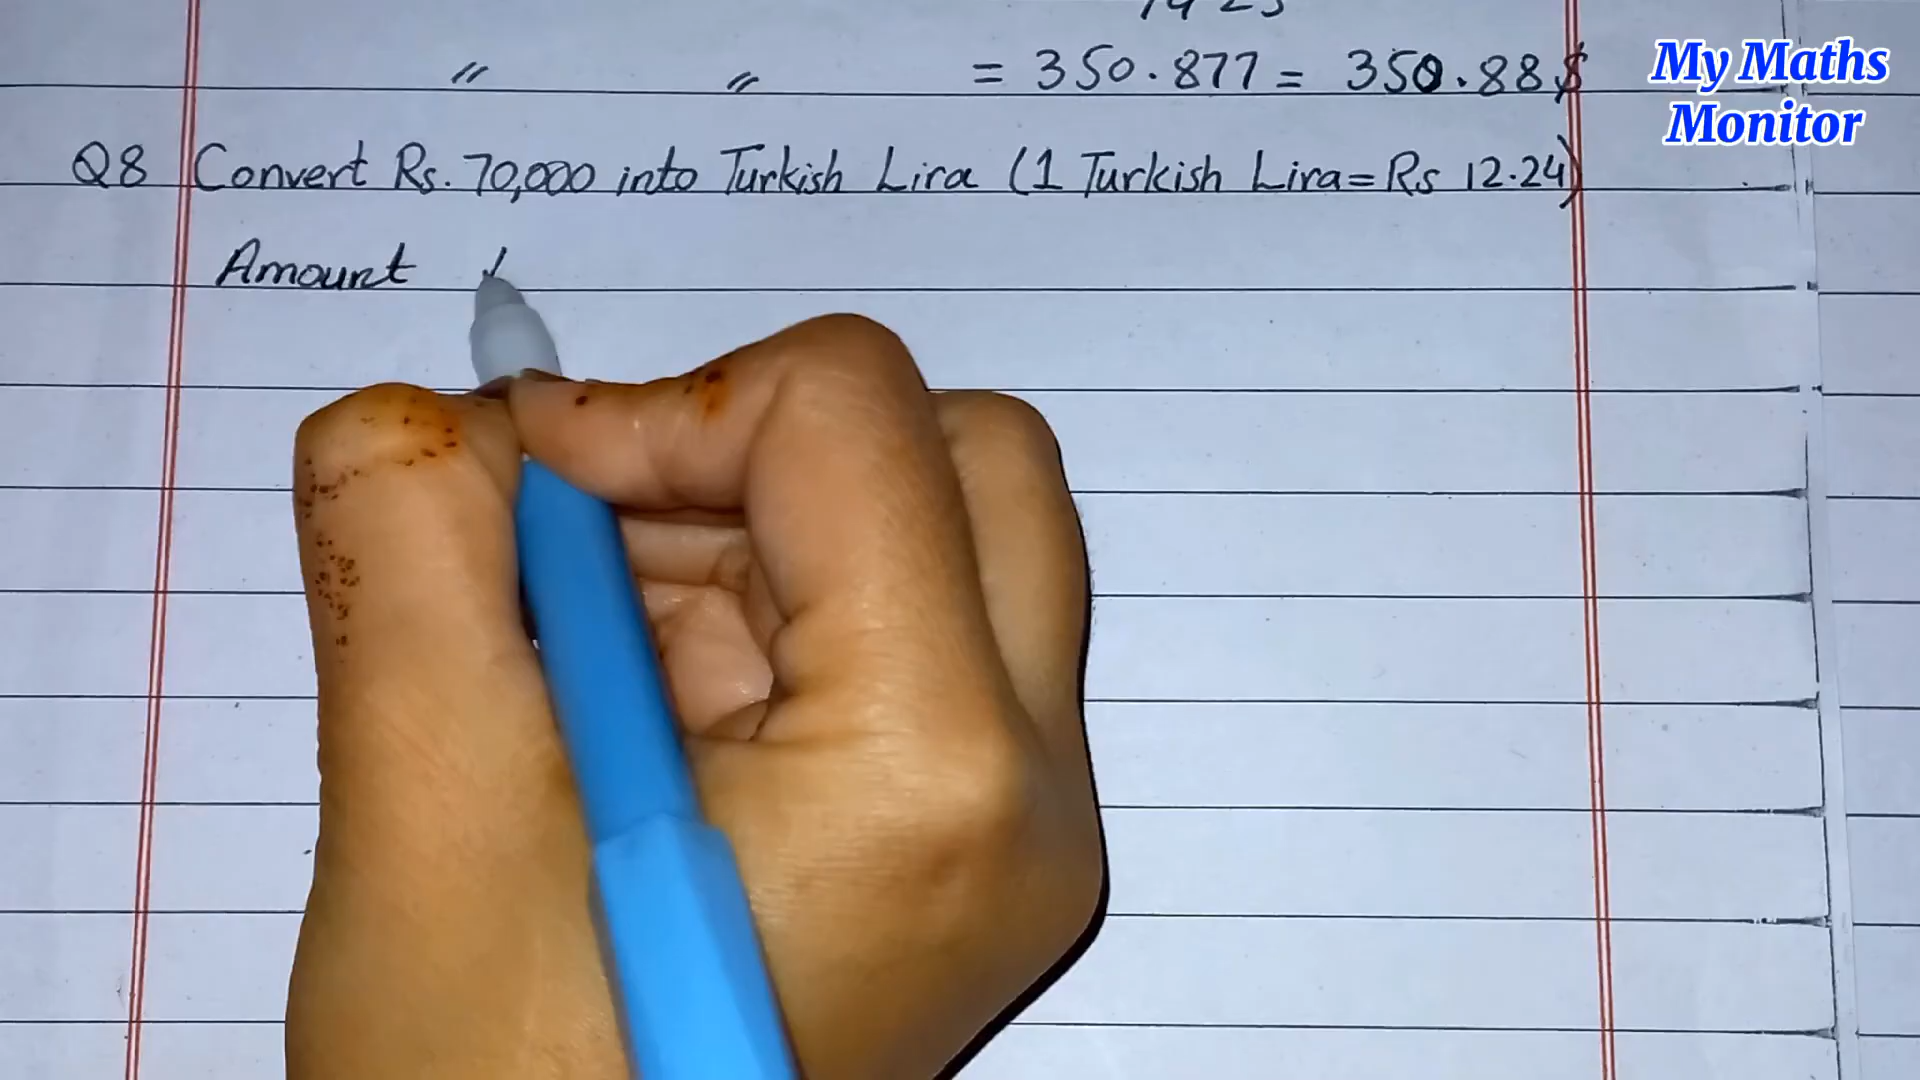 〃 〃 = 350.877 = 350.88$
My Maths
Monitor
Q8 Convert Rs. 70,000 into Turkish Lira (1 Turkish Lira = Rs 12.24)
Amount